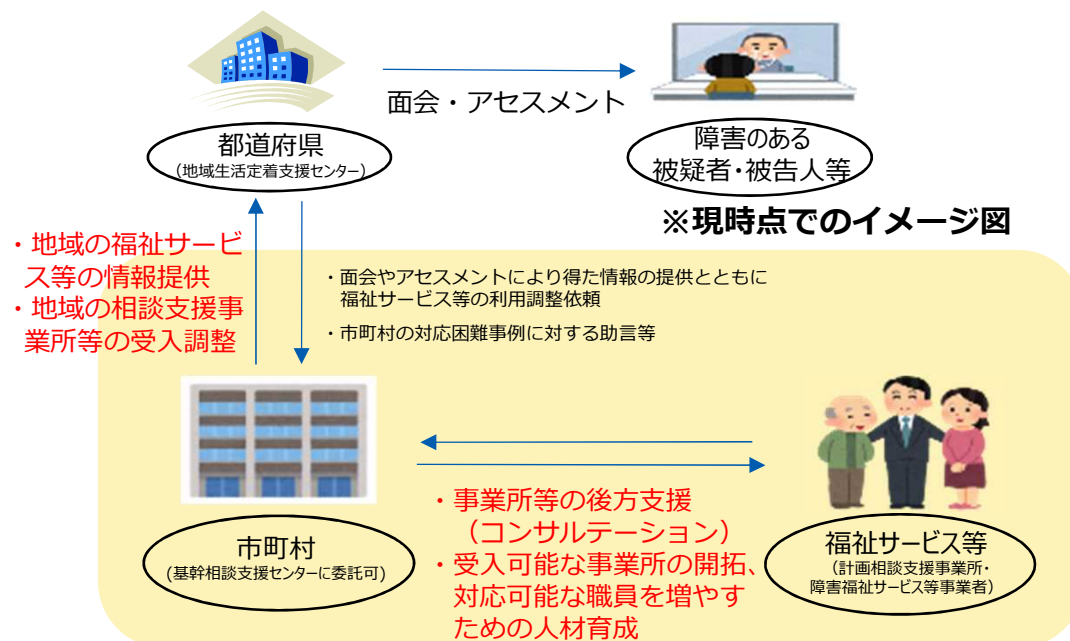 面会・アセスメント
都道府県
(地域生活定着支援センター)
障害のある
被疑者・被告人等
※現時点でのイメージ図
・地域の福祉サービ
ス等の情報提供
・地域の相談支援事
業所等の受入調整
・面会やアセスメントにより得た情報の提供とともに
福祉サービス等の利用調整依頼
・市町村の対応困難事例に対する助言等
市町村
(基幹相談支援センターに委託可)
・事業所等の後方支援
（コンサルテーション）
・受入可能な事業所の開拓、
対応可能な職員を増やす
ための人材育成
福祉サービス等
（計画相談支援事業所・
障害福祉サービス等事業者）